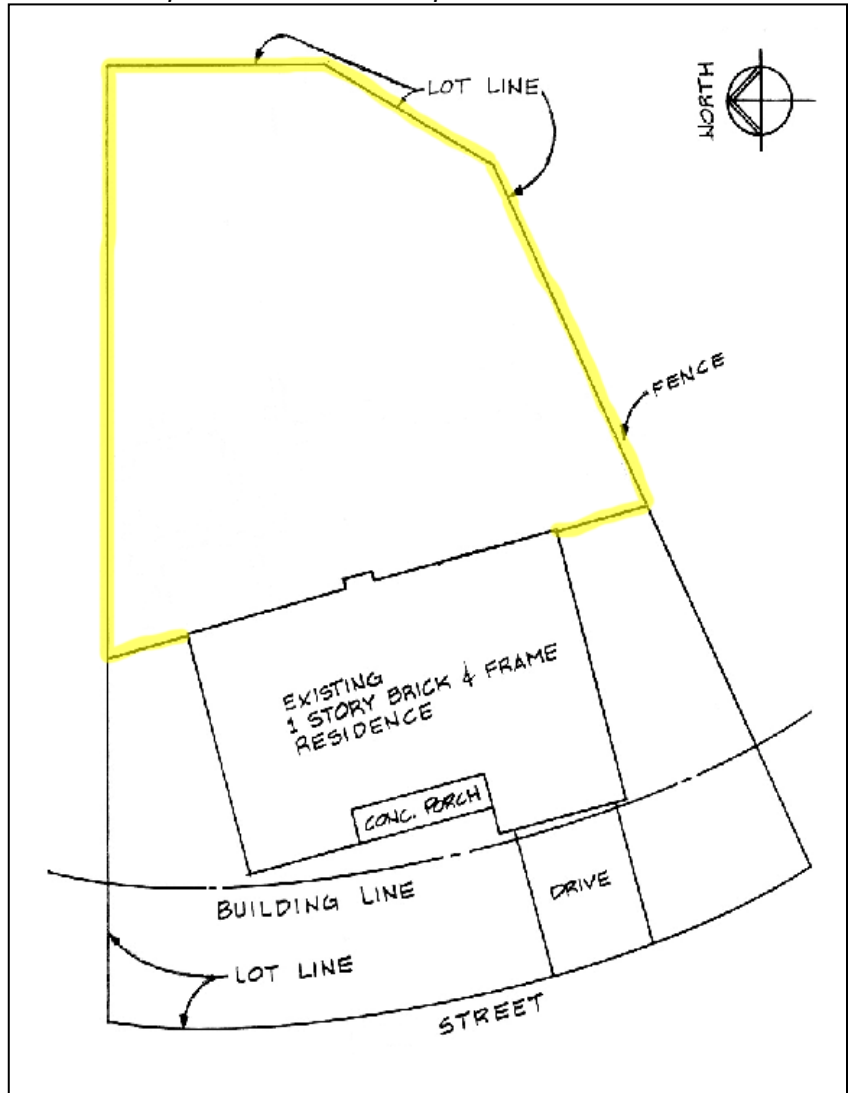 LOT LINE
NORTH
FENCE
EXISTING
1 STORY BRICK & FRAME
RESIDENCE
CONC. PORCH
BUILDING LINE
DRIVE
LOT LINE
STREET